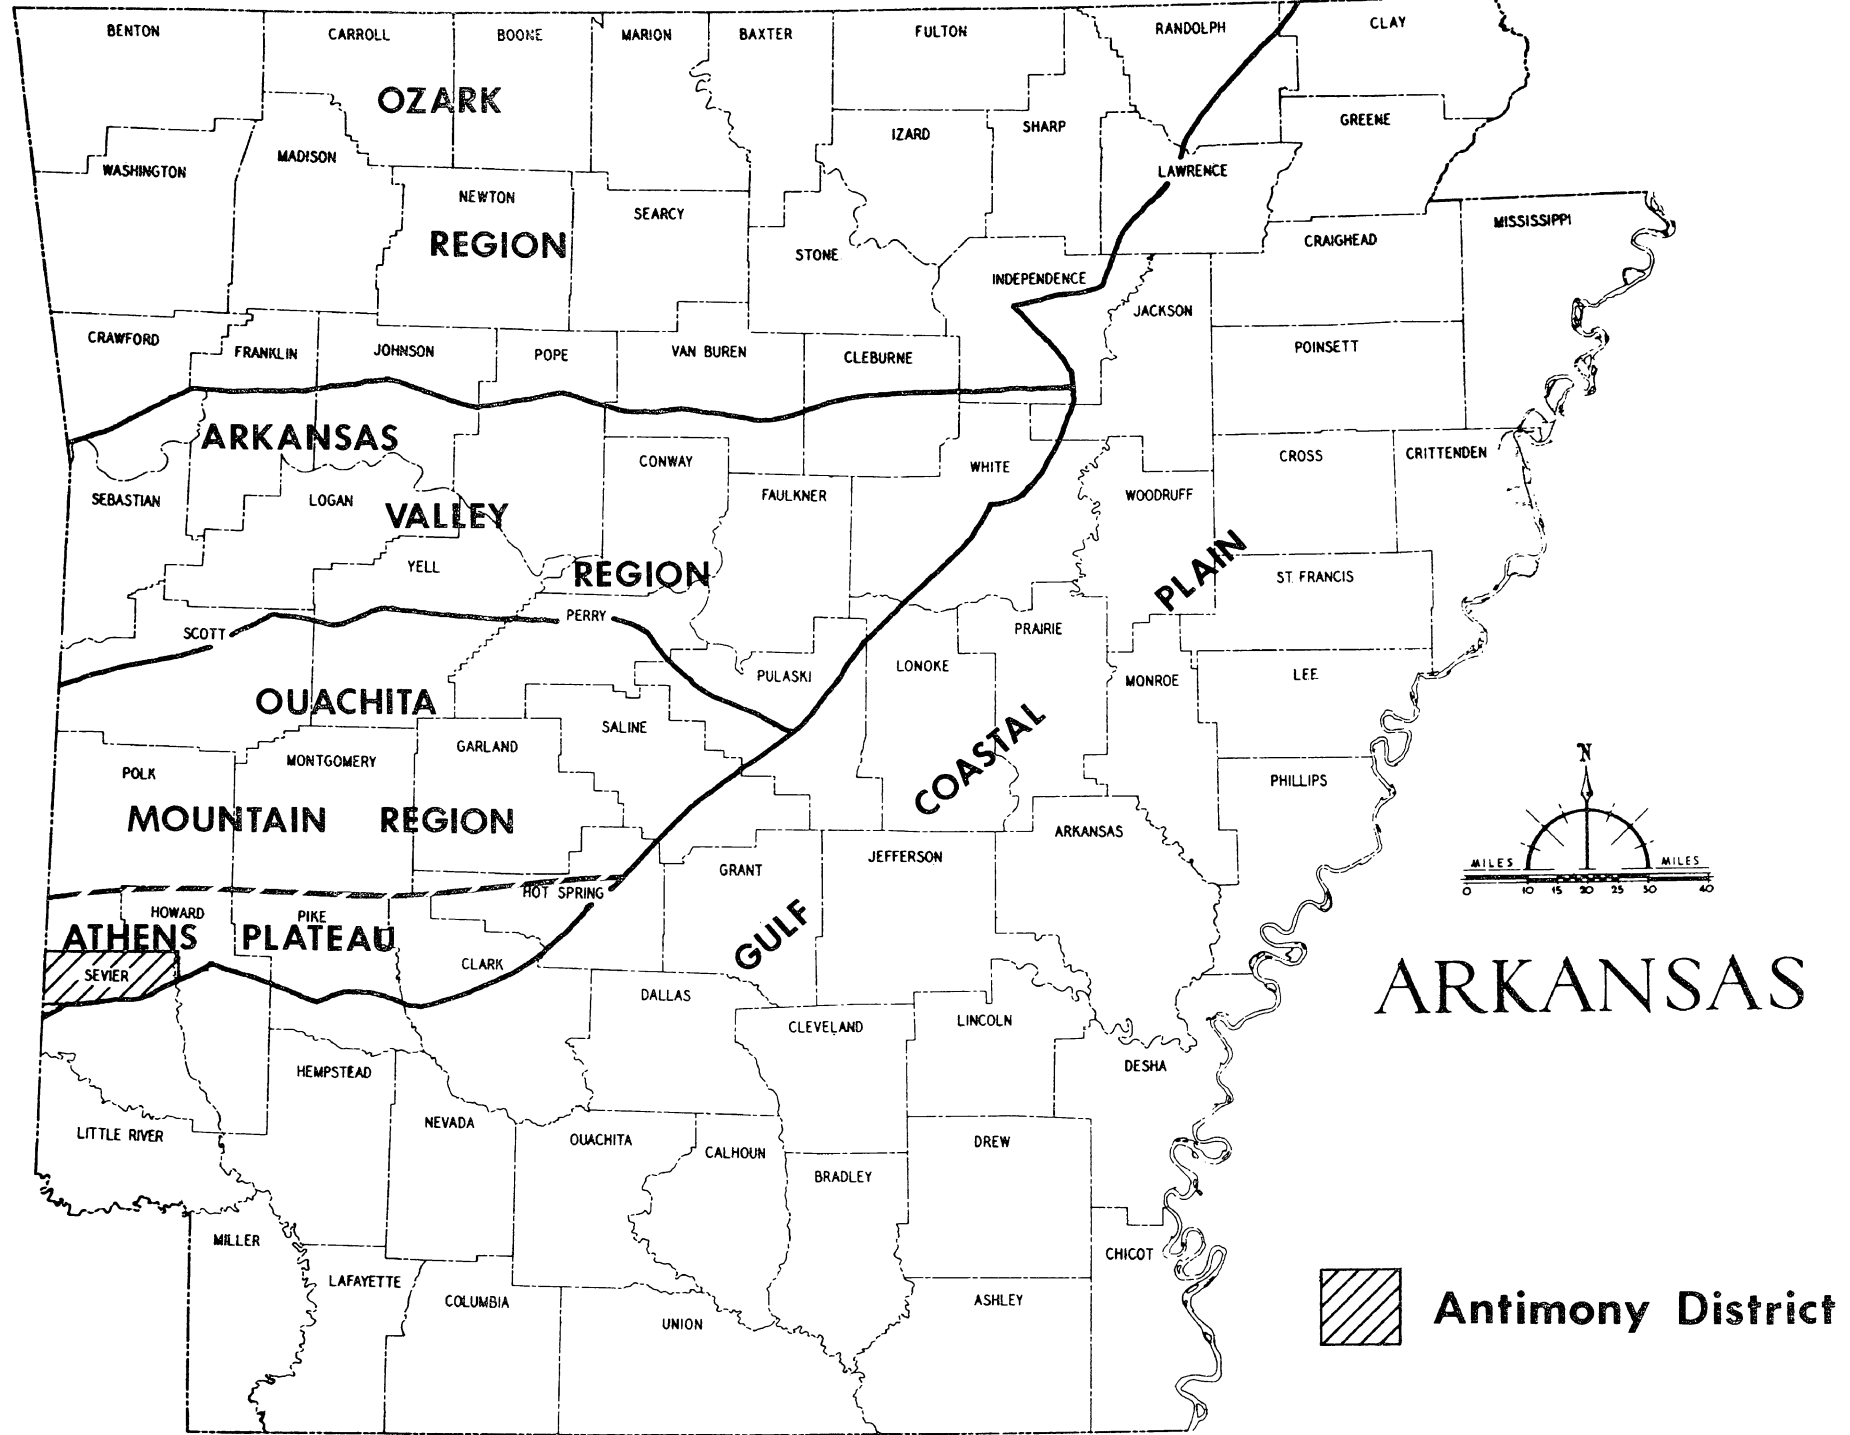 BENTON
CARROLL
BOONE
MARION
BAXTER
FULTON
RANDOLPH
CLAY
OZARK
WASHINGTON
MADISON
IZARD
SHARP
GREENE
LAWRENCE
NEWTON
SEARCY
REGION
STONE
INDEPENDENCE
CRAIGHEAD
MISSISSIPPI
JACKSON
CRAWFORD
FRANKLIN
JOHNSON
POPE
VAN BUREN
CLEBURNE
POINSETT
ARKANSAS
CONWAY
WHITE
CROSS
CRITTENDEN
SEBASTIAN
LOGAN
VALLEY
FAULKNER
WOODRUFF
YELL
REGION
PLAIN
ST. FRANCIS
SCOTT
PERRY
PRAIRIE
PULASKI
LONOKE
MONROE
LEE
OUACHITA
SALINE
GARLAND
COASTAL
POLK
MONTGOMERY
PHILLIPS
N
MOUNTAIN REGION
ARKANSAS
JEFFERSON
GRANT
MILES MILES
0 10 15 20 25 30 40
HOT SPRING
HOWARD
PIKE
GULF
ATHENS PLATEAU
SEVIER
CLARK
DALLAS
CLEVELAND
LINCOLN
ARKANSAS
DESHA
HEMPSTEAD
NEVADA
LITTLE RIVER
OUACHITA
CALHOUN
DREW
BRADLEY
MILLER
CHICOT
LAFAYETTE
COLUMBIA
UNION
ASHLEY
Antimony District